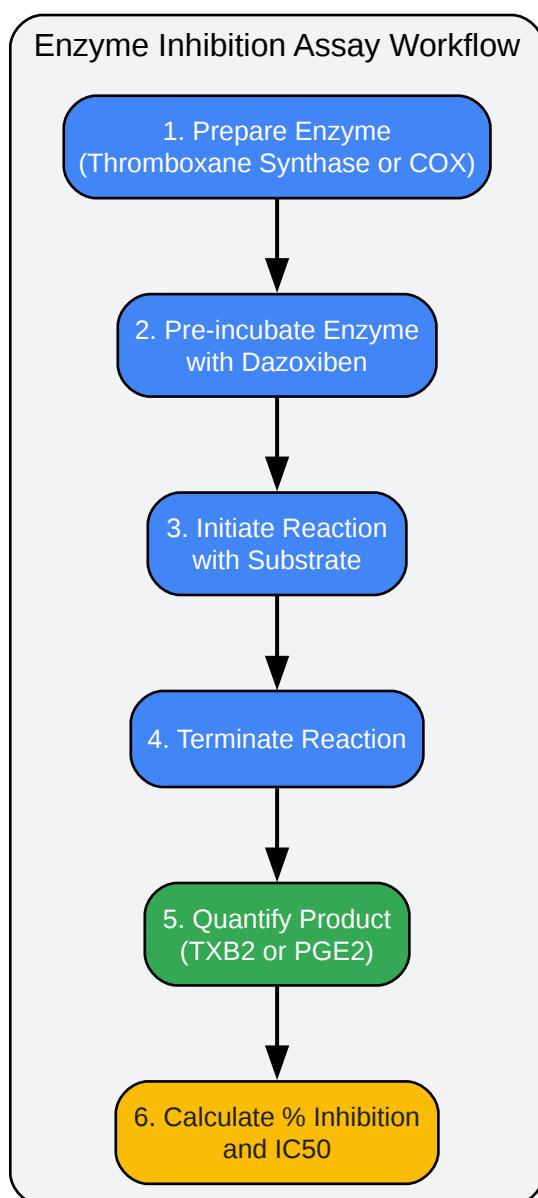 Enzyme Inhibition Assay Workflow
1. Prepare Enzyme
(Thromboxane Synthase or COX)
2. Pre-incubate Enzyme
with Dazoxiben
3. Initiate Reaction
with Substrate
4. Terminate Reaction
5. Quantify Product
(TXB2 or PGE2)
6. Calculate % Inhibition
and IC50